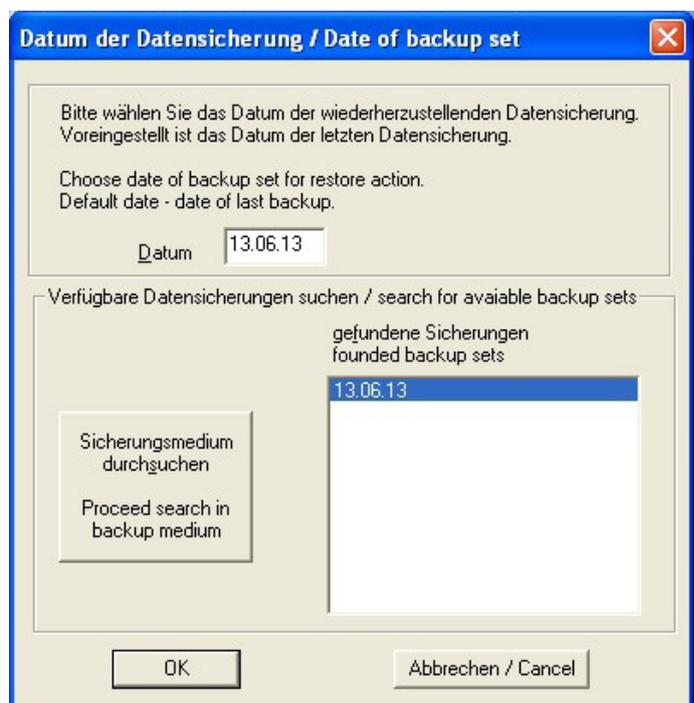 Datum der Datensicherung / Date of backup set
Bitte wählen Sie das Datum der wiederherzustellenden Datensicherung.
Voreingestellt ist das Datum der letzten Datensicherung.
Choose date of backup set for restore action.
Default date - date of last backup.
Datum 13.06.13
Verfügbare Datensicherungen suchen / search for avaiable backup sets
gefundene Sicherungen
founded backup sets
13.06.13
Sicherungsmedium
durchsuchen
Proceed search in
backup medium
OK Abbrechen / Cancel